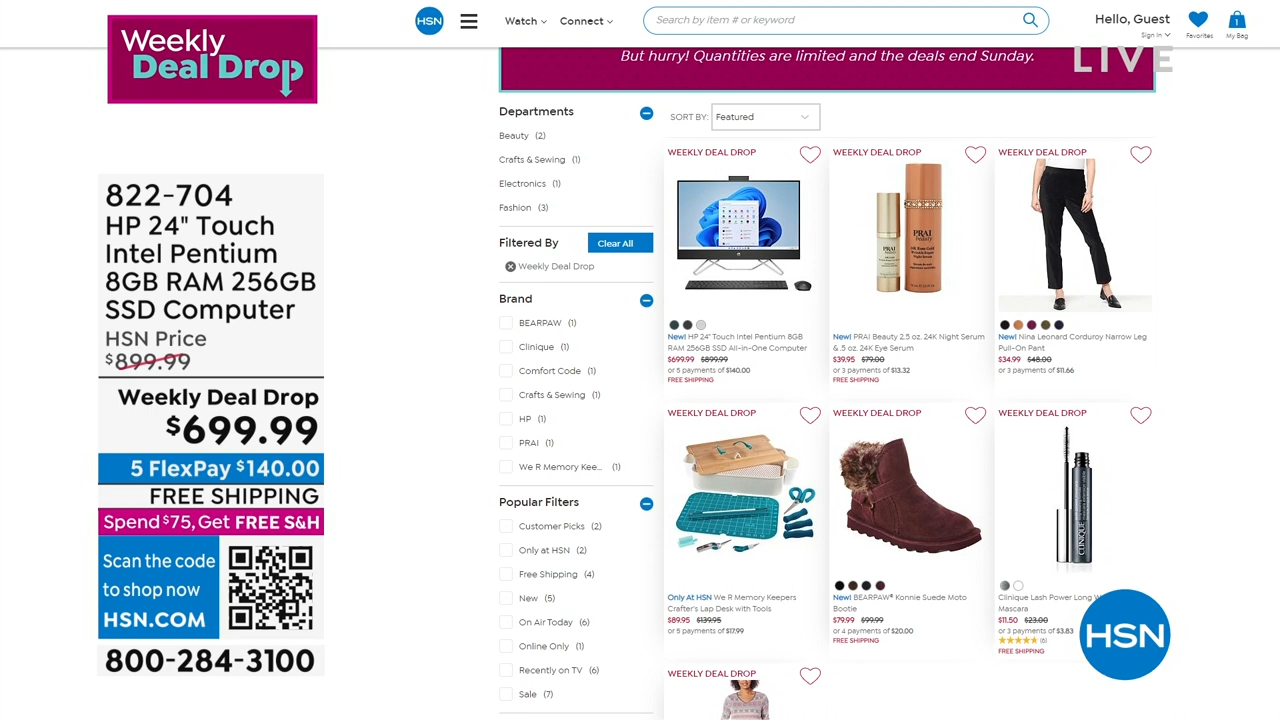 Weekly
Deal Drop
HSN
Watch
Connect
Search by item # or keyword
Hello, Guest
Sign In
Favorites
1
My Bag
But hurry! Quantities are limited and the deals end Sunday.
LIVE
822-704
HP 24" Touch
Intel Pentium
8GB RAM 256GB
SSD Computer
HSN Price
$899.99
Weekly Deal Drop
$699.99
5 FlexPay $140.00
FREE SHIPPING
Spend $75, Get FREE S&H
Scan the code
to shop now
HSN.COM
800-284-3100
Departments
Beauty (2)
Crafts & Sewing (1)
Electronics (1)
Fashion (3)
Filtered By
Clear All
Weekly Deal Drop
Brand
BEARPAW (1)
Clinique (1)
Comfort Code (1)
Crafts & Sewing (1)
HP (1)
PRAI (1)
We R Memory Kee... (1)
Popular Filters
Customer Picks (2)
Only at HSN (2)
Free Shipping (4)
New (5)
On Air Today (6)
Online Only (1)
Recently on TV (6)
Sale (7)
SORT BY: Featured
WEEKLY DEAL DROP
New! HP 24" Touch Intel Pentium 8GB
RAM 256GB SSD All-in-One Computer
$699.99 $899.99
or 5 payments of $140.00
FREE SHIPPING
WEEKLY DEAL DROP
PRAI
beauty
PRAI
beauty
New! PRAI Beauty 2.5 oz. 24K Night Serum
& .5 oz. 24K Eye Serum
$39.95 $79.00
or 3 payments of $13.32
FREE SHIPPING
WEEKLY DEAL DROP
New! Nina Leonard Corduroy Narrow Leg
Pull-On Pant
$34.99 $48.00
or 3 payments of $11.66
WEEKLY DEAL DROP
Only At HSN We R Memory Keepers
Crafter's Lap Desk with Tools
$89.95 $139.95
or 5 payments of $17.99
WEEKLY DEAL DROP
New! BEARPAW® Konnie Suede Moto
Bootie
$79.99 $99.99
or 4 payments of $20.00
FREE SHIPPING
WEEKLY DEAL DROP
CLINIQUE
Clinique Lash Power Long
Mascara
$11.50 $23.00
or 3 payments of $3.83
(6)
FREE SHIPPING
HSN
WEEKLY DEAL DROP